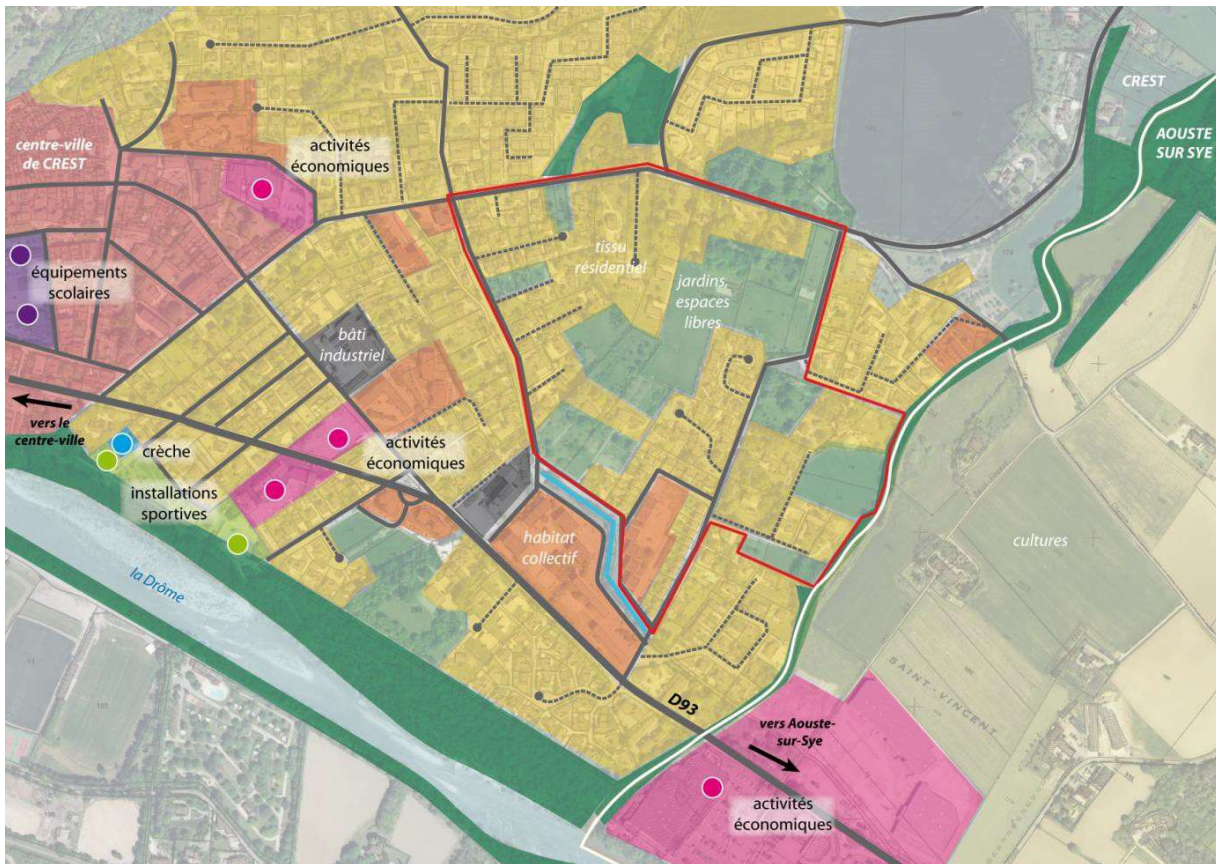 CREST
AOUSTE
SUR SYE
centre-ville
de CREST
activités
économiques
équipements
scolaires
tissu
résidentiel
jardins,
espaces
libres
bâti
industriel
vers le
centre-ville
crèche
activités
économiques
installations
sportives
habitat
collectif
cultures
la Drôme
SAINT-VINCENT
D93
vers Aouste-
sur-Sye
activités
économiques